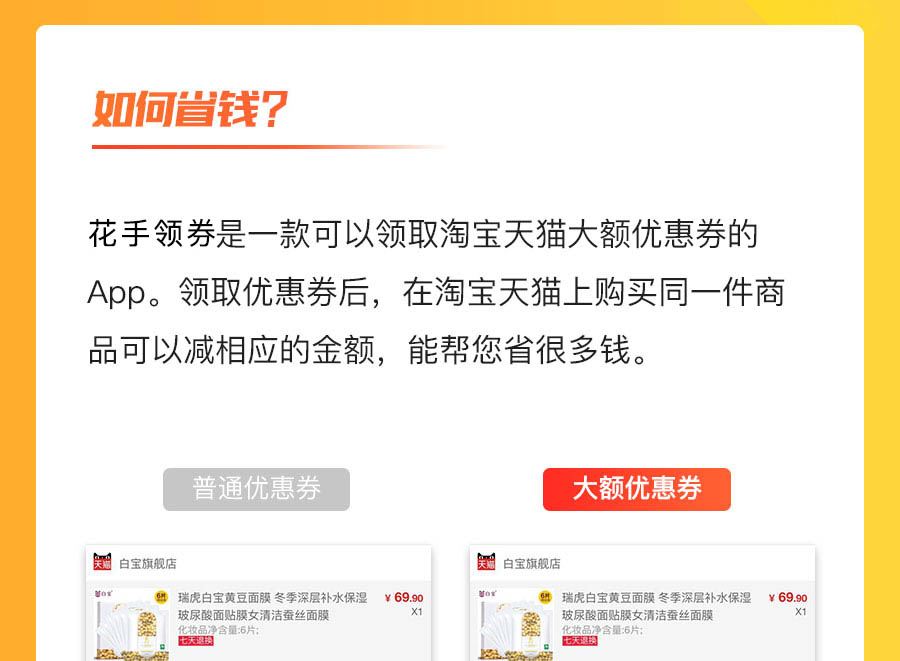 如何省钱?
花手领券是一款可以领取淘宝天猫大额优惠券的
App。领取优惠券后，在淘宝天猫上购买同一件商
品可以减相应的金额，能帮您省很多钱。
普通优惠券 大额优惠券
天猫 白宝旗舰店 天猫 白宝旗舰店
白宝 6片 瑞虎白宝黄豆面膜 冬季深层补水保湿 ¥ 69.90 白宝 6片 瑞虎白宝黄豆面膜 冬季深层补水保湿 ¥ 69.90
玻尿酸面贴膜女清洁蚕丝面膜 X1 玻尿酸面贴膜女清洁蚕丝面膜 X1
化妆品净含量:6片; 化妆品净含量:6片;
七天退换 七天退换